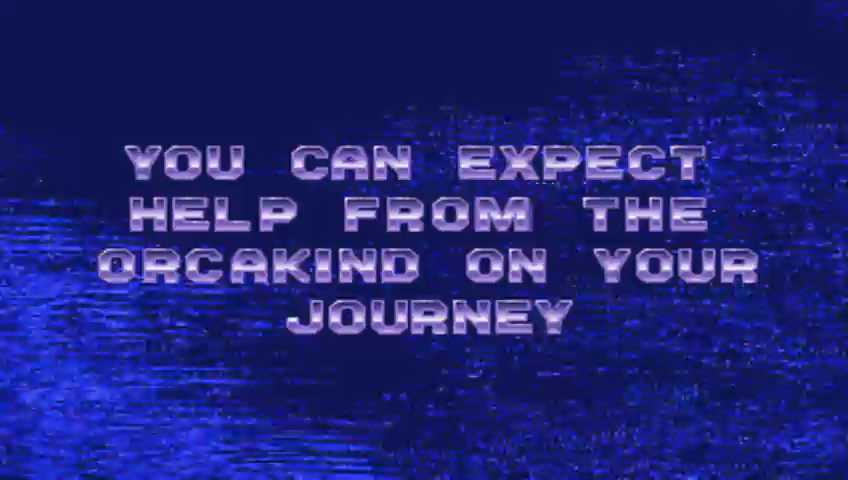 YOU CAN EXPECT
HELP FROM THE
ORCAKIND ON YOUR
JOURNEY